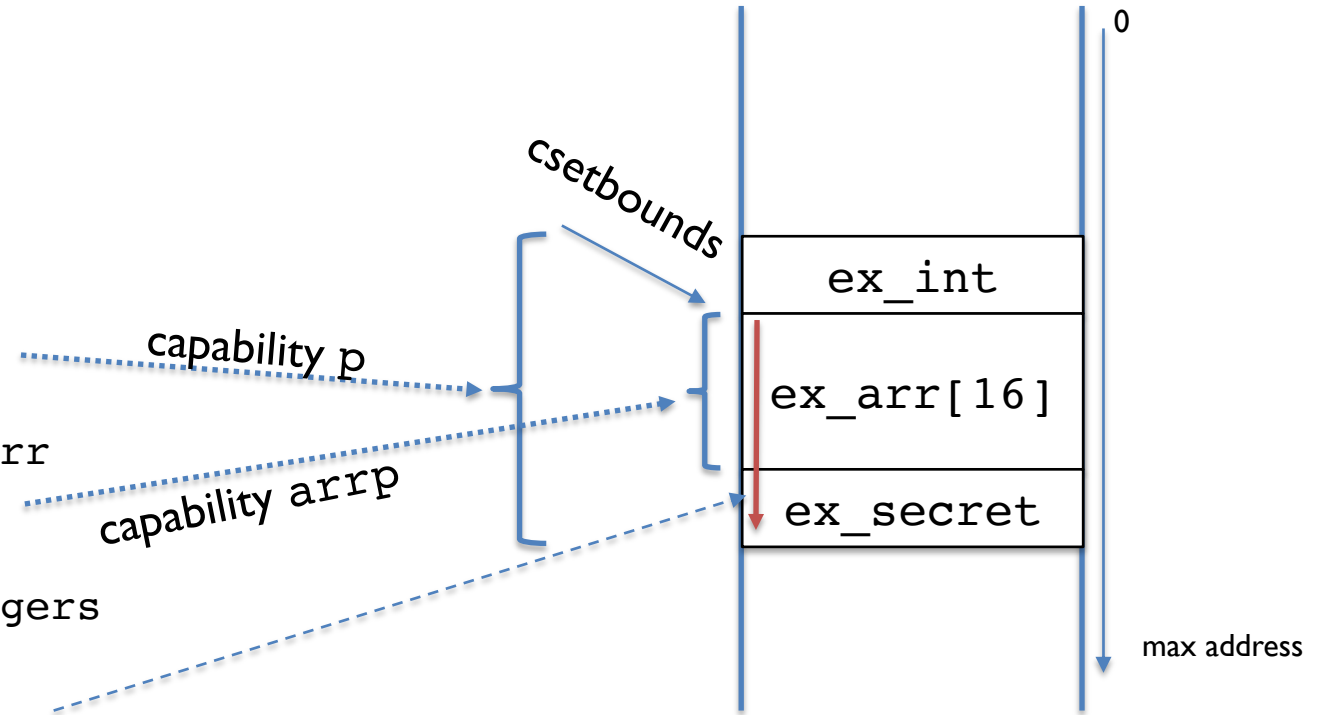 0
csetbounds
ex_int
capability p
ex_arr[16]
rr
capability arrp
ex_secret
gers
max address